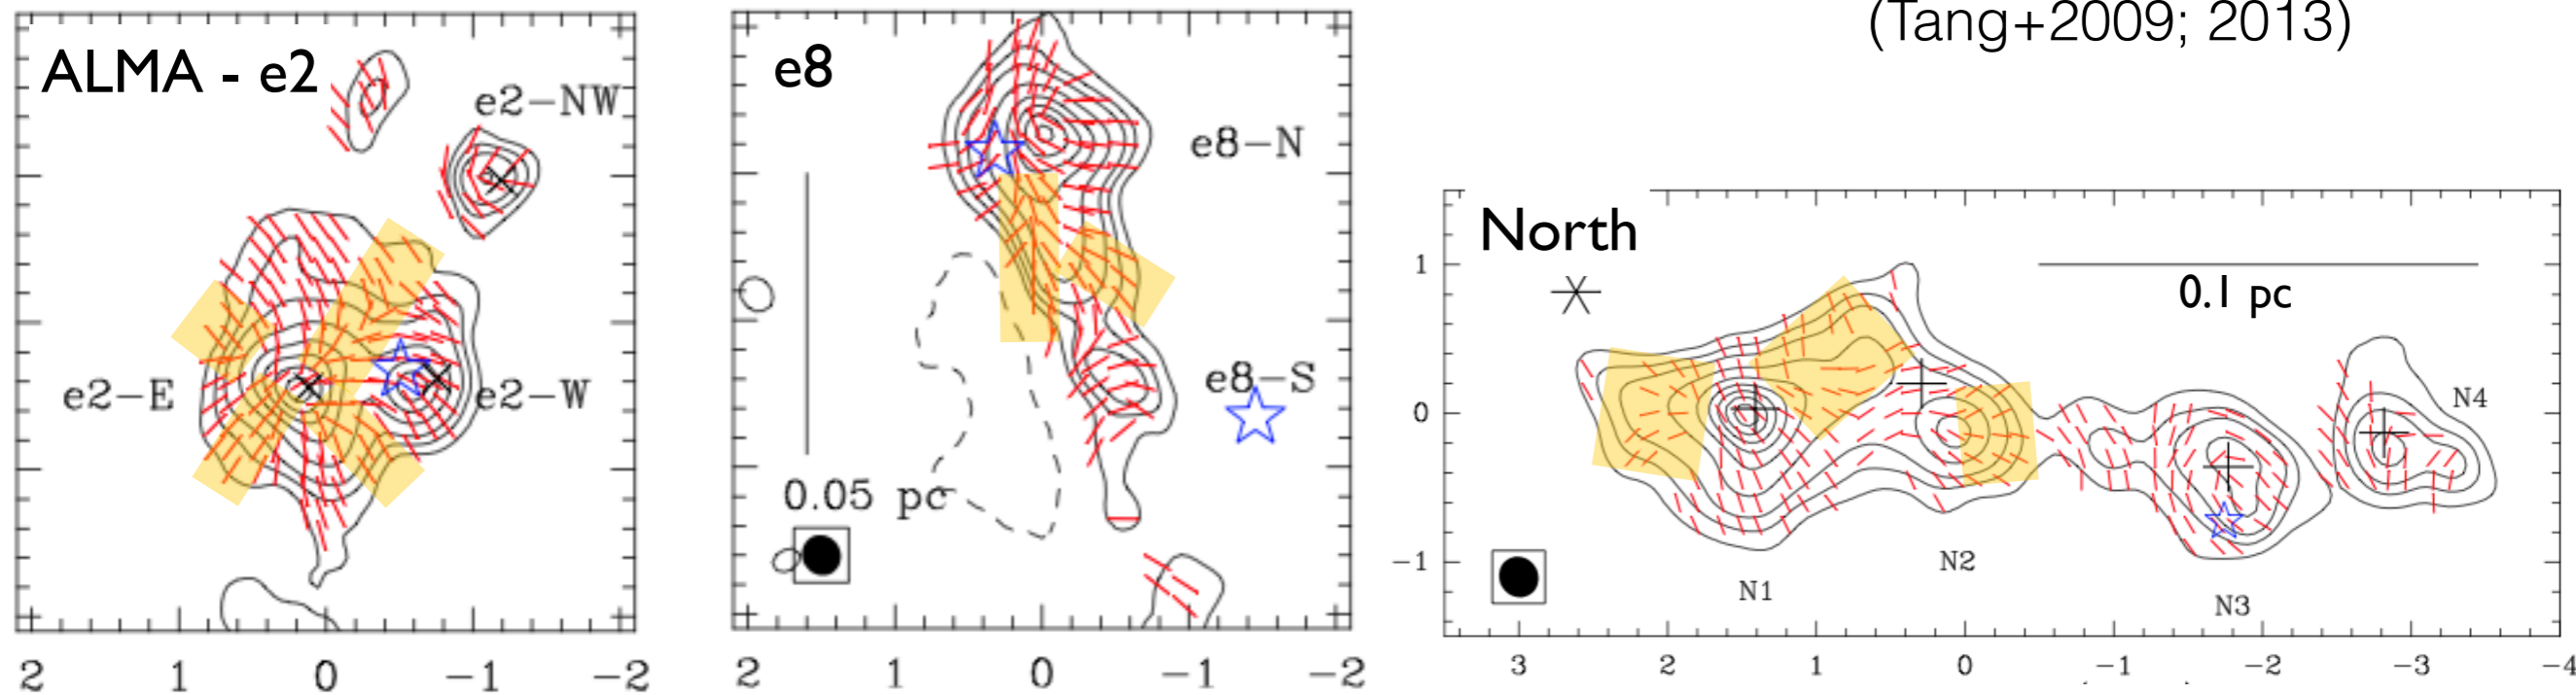 (Tang+2009; 2013)
ALMA - e2
e2-NW
e2-E
e2-W
2 1 0 -1 -2
e8
e8-N
e8-S
0.05 pc
2 1 0 -1 -2
North
0.1 pc
1
0
-1
N1
N2
N3
N4
3 2 1 0 -1 -2 -3 -4